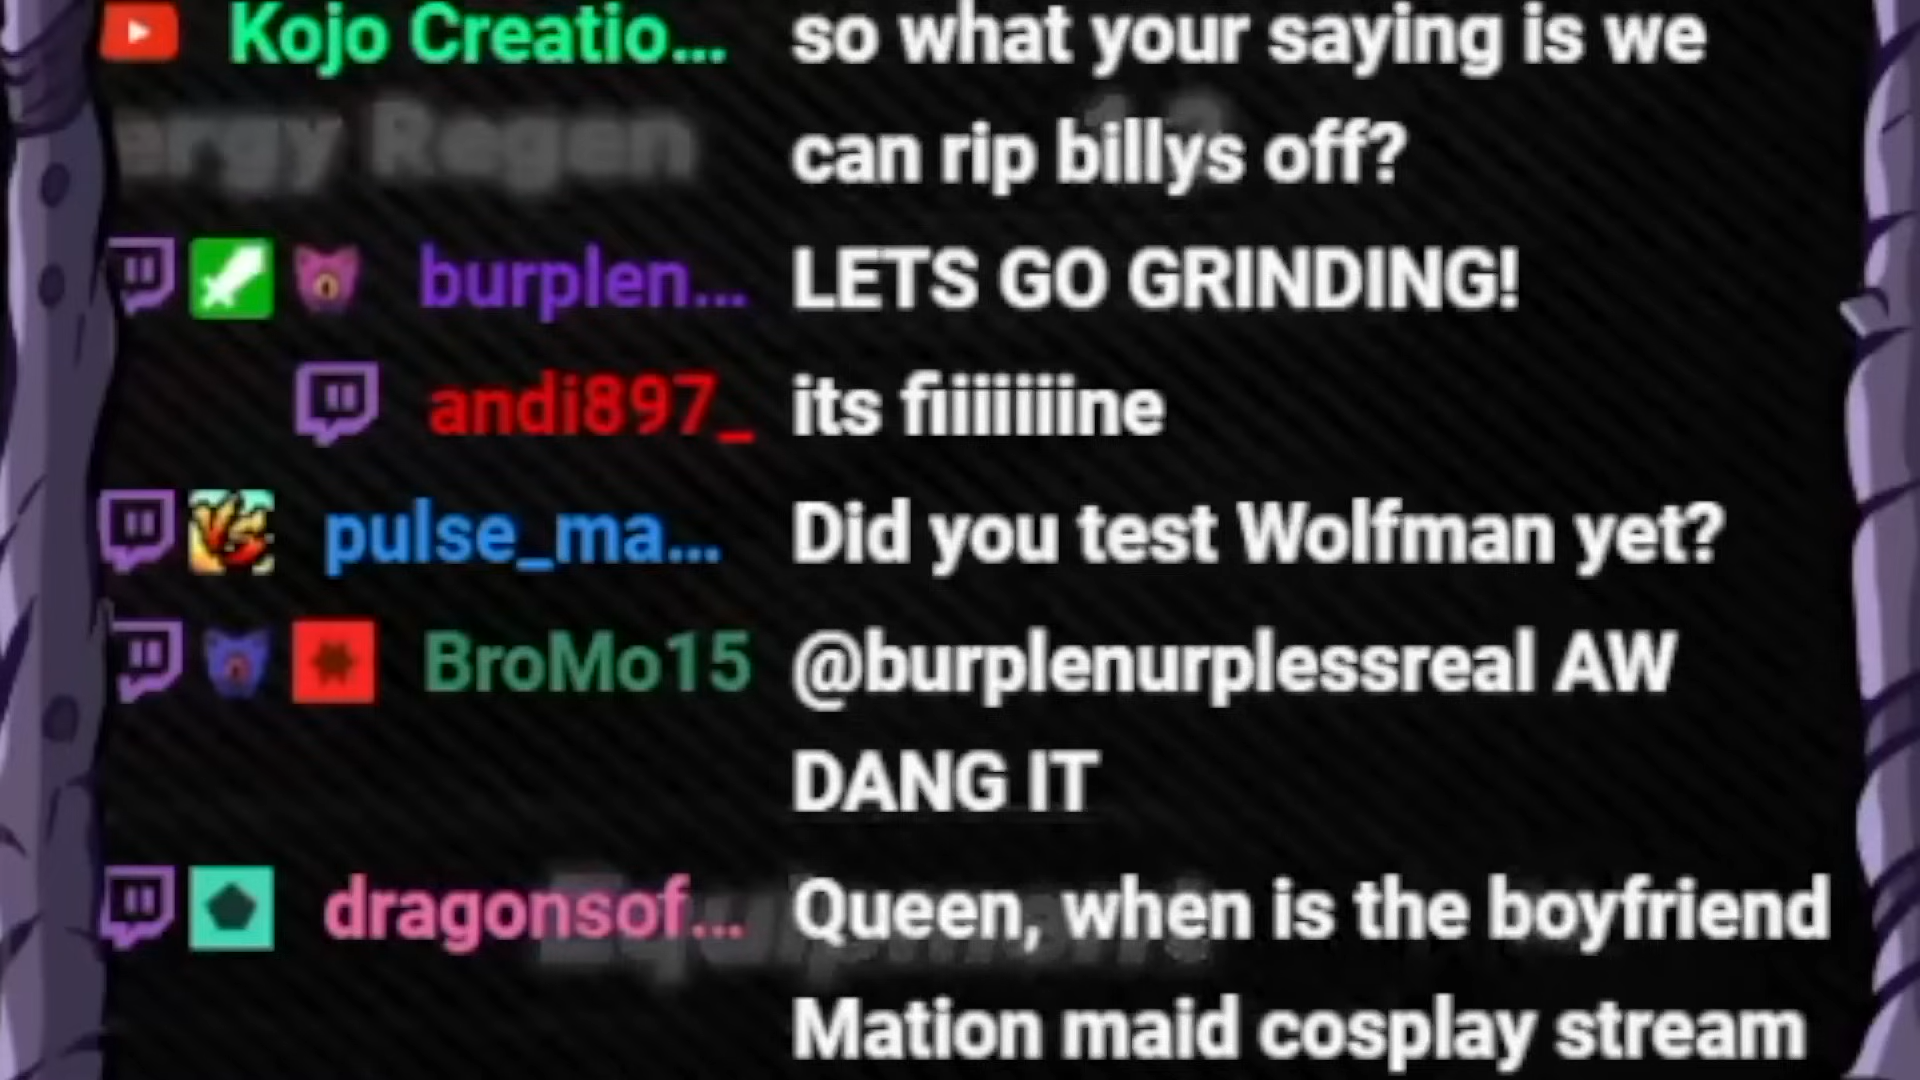 Kojo Creatio... so what your saying is we
ergy Regen can rip billys off?
burplen... LETS GO GRINDING!
andi897_ its fiiiiiiine
pulse_ma... Did you test Wolfman yet?
BroMo15 @burplenurplessreal AW
DANG IT
dragonsof... Queen, when is the boyfriend
Mation maid cosplay stream